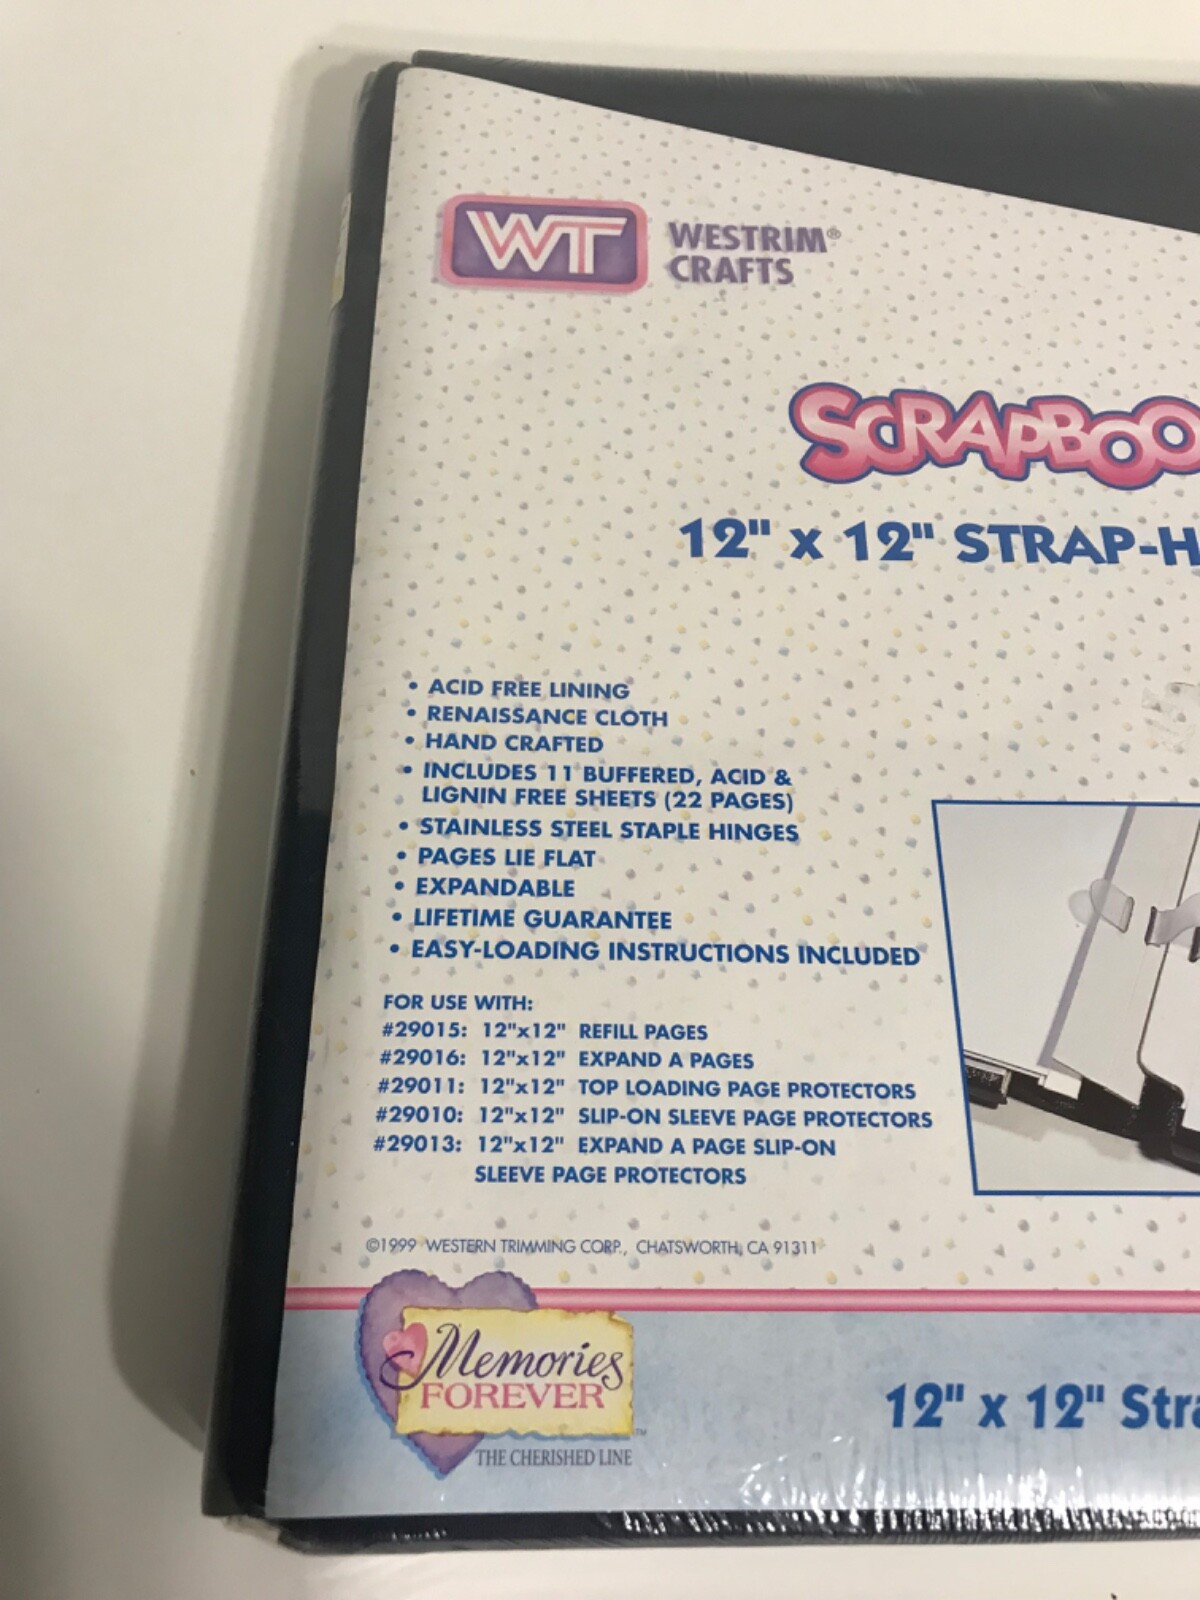 WT WESTRIM®
CRAFTS
SCRAPBOO
12" x 12" STRAP-H
• ACID FREE LINING
• RENAISSANCE CLOTH
• HAND CRAFTED
• INCLUDES 11 BUFFERED, ACID &
LIGNIN FREE SHEETS (22 PAGES)
• STAINLESS STEEL STAPLE HINGES
• PAGES LIE FLAT
• EXPANDABLE
• LIFETIME GUARANTEE
• EASY-LOADING INSTRUCTIONS INCLUDED
FOR USE WITH:
#29015: 12"x12" REFILL PAGES
#29016: 12"x12" EXPAND A PAGES
#29011: 12"x12" TOP LOADING PAGE PROTECTORS
#29010: 12"x12" SLIP-ON SLEEVE PAGE PROTECTORS
#29013: 12"x12" EXPAND A PAGE SLIP-ON
SLEEVE PAGE PROTECTORS
©1999 WESTERN TRIMMING CORP., CHATSWORTH, CA 91311
Memories
FOREVER™
THE CHERISHED LINE
12" x 12" Stra